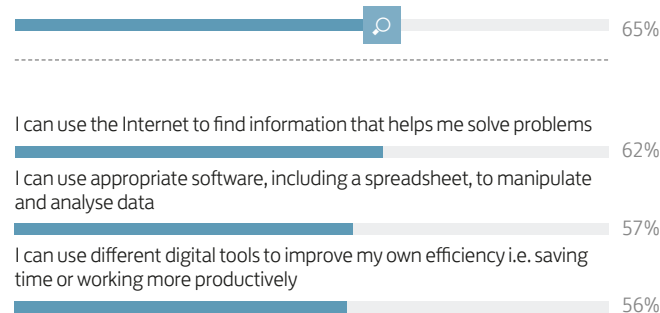 65%
I can use the Internet to find information that helps me solve problems
62%
I can use appropriate software, including a spreadsheet, to manipulate
and analyse data
57%
I can use different digital tools to improve my own efficiency i.e. saving
time or working more productively
56%